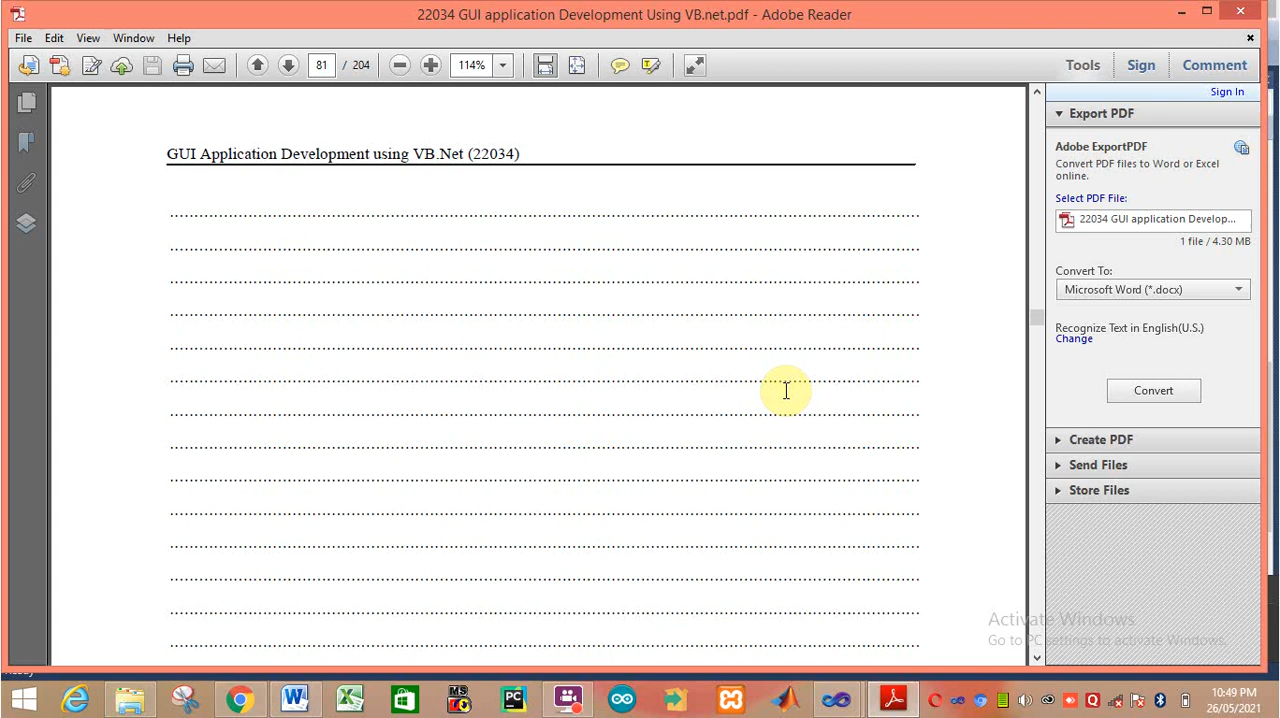 22034 GUI application Development Using VB.net.pdf - Adobe Reader
File Edit View Window Help
81 / 204 114% Tools Sign Comment
Sign In
Export PDF
Adobe ExportPDF
Convert PDF files to Word or Excel
online.
Select PDF File:
22034 GUI application Develop...
1 file / 4.30 MB
Convert To:
Microsoft Word (*.docx)
Recognize Text in English(U.S.)
Change
Convert
Create PDF
Send Files
Store Files
GUI Application Development using VB.Net (22034)
Activate Windows
Go to PC settings to activate Windows.
0:49 PM
26/05/2021